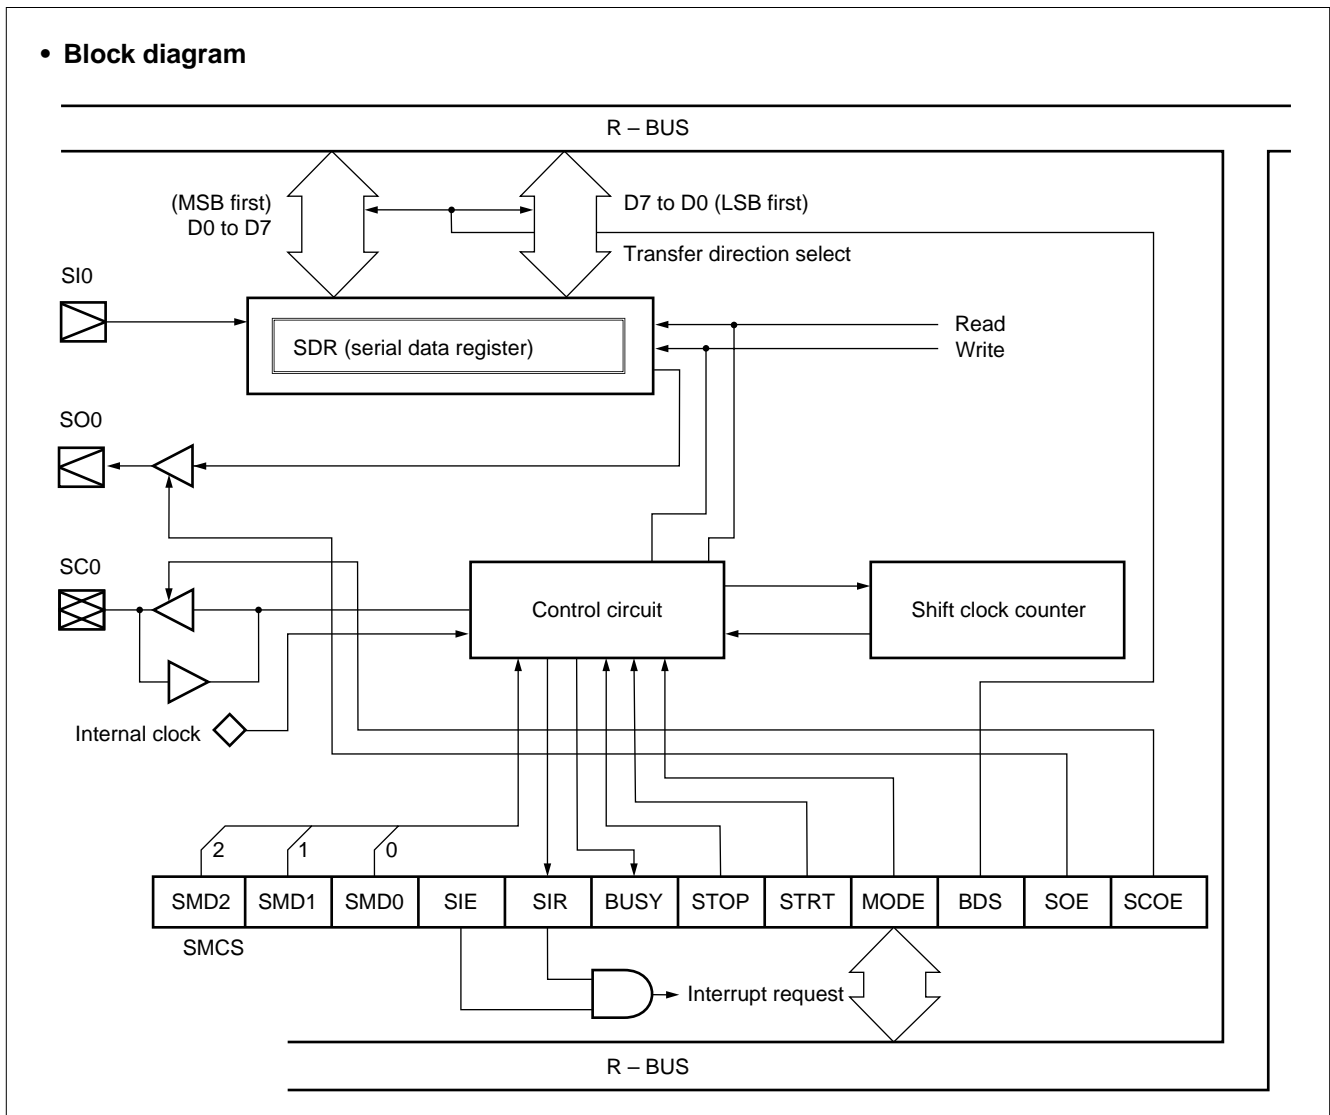 • Block diagram
R – BUS
(MSB first)
D0 to D7
D7 to D0 (LSB first)
Transfer direction select
SI0
SDR (serial data register)
Read
Write
SO0
SC0
Control circuit
Shift clock counter
Internal clock
2
1
0
SMD2 SMD1 SMD0 SIE SIR BUSY STOP STRT MODE BDS SOE SCOE
SMCS
Interrupt request
R – BUS